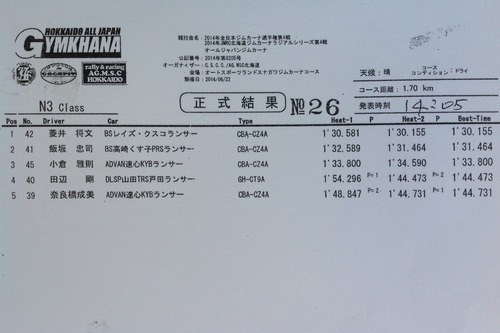 HOKKAIDO ALL JAPAN
GYMKHANA
rally & racing
AG.M.S.C
HOKKAIDO
競技会名 :2014年全日本ジムカーナ選手権第4戦
2014年JMRC北海道ジムカーナラジアルシリーズ第4戦
オールジャパンジムカーナ
公認番号 :2014年第0205号
オーガナイザー :C.S.C.C./AG.MSC北海道
会場 :オートスポーツランドスナガワジムカーナコース
開催日 :2014/06/22
天候:晴 コースコンディション:ドライ
コース距離: 1.70 km
N3 Class 正式結果 №26 発表時刻 14:205
Pos No. Driver Car Type Heat-1 P Heat-2 P Best-Time
1 42 菱井 将文 BSレイズ・クスコランサー CBA-CZ4A 1'30.581 1'30.155 1'30.155
2 41 飯坂 忠司 BS高崎くす子PRSランサー CBA-CZ4A 1'32.589 1'31.464 1'31.464
3 45 小倉 雅則 ADVAN速心KYBランサー CBA-CZ4A 1'33.800 1'34.590 1'33.800
4 40 田辺 剛 DLSP山田TRS戸田ランサー GH-CT9A 1'54.296 P=1 1'44.473 P=2 1'44.473
5 39 奈良橋成美 ADVAN速心KYBランサー CBA-CZ4A 1'48.847 P=2 1'44.731 P=1 1'44.731